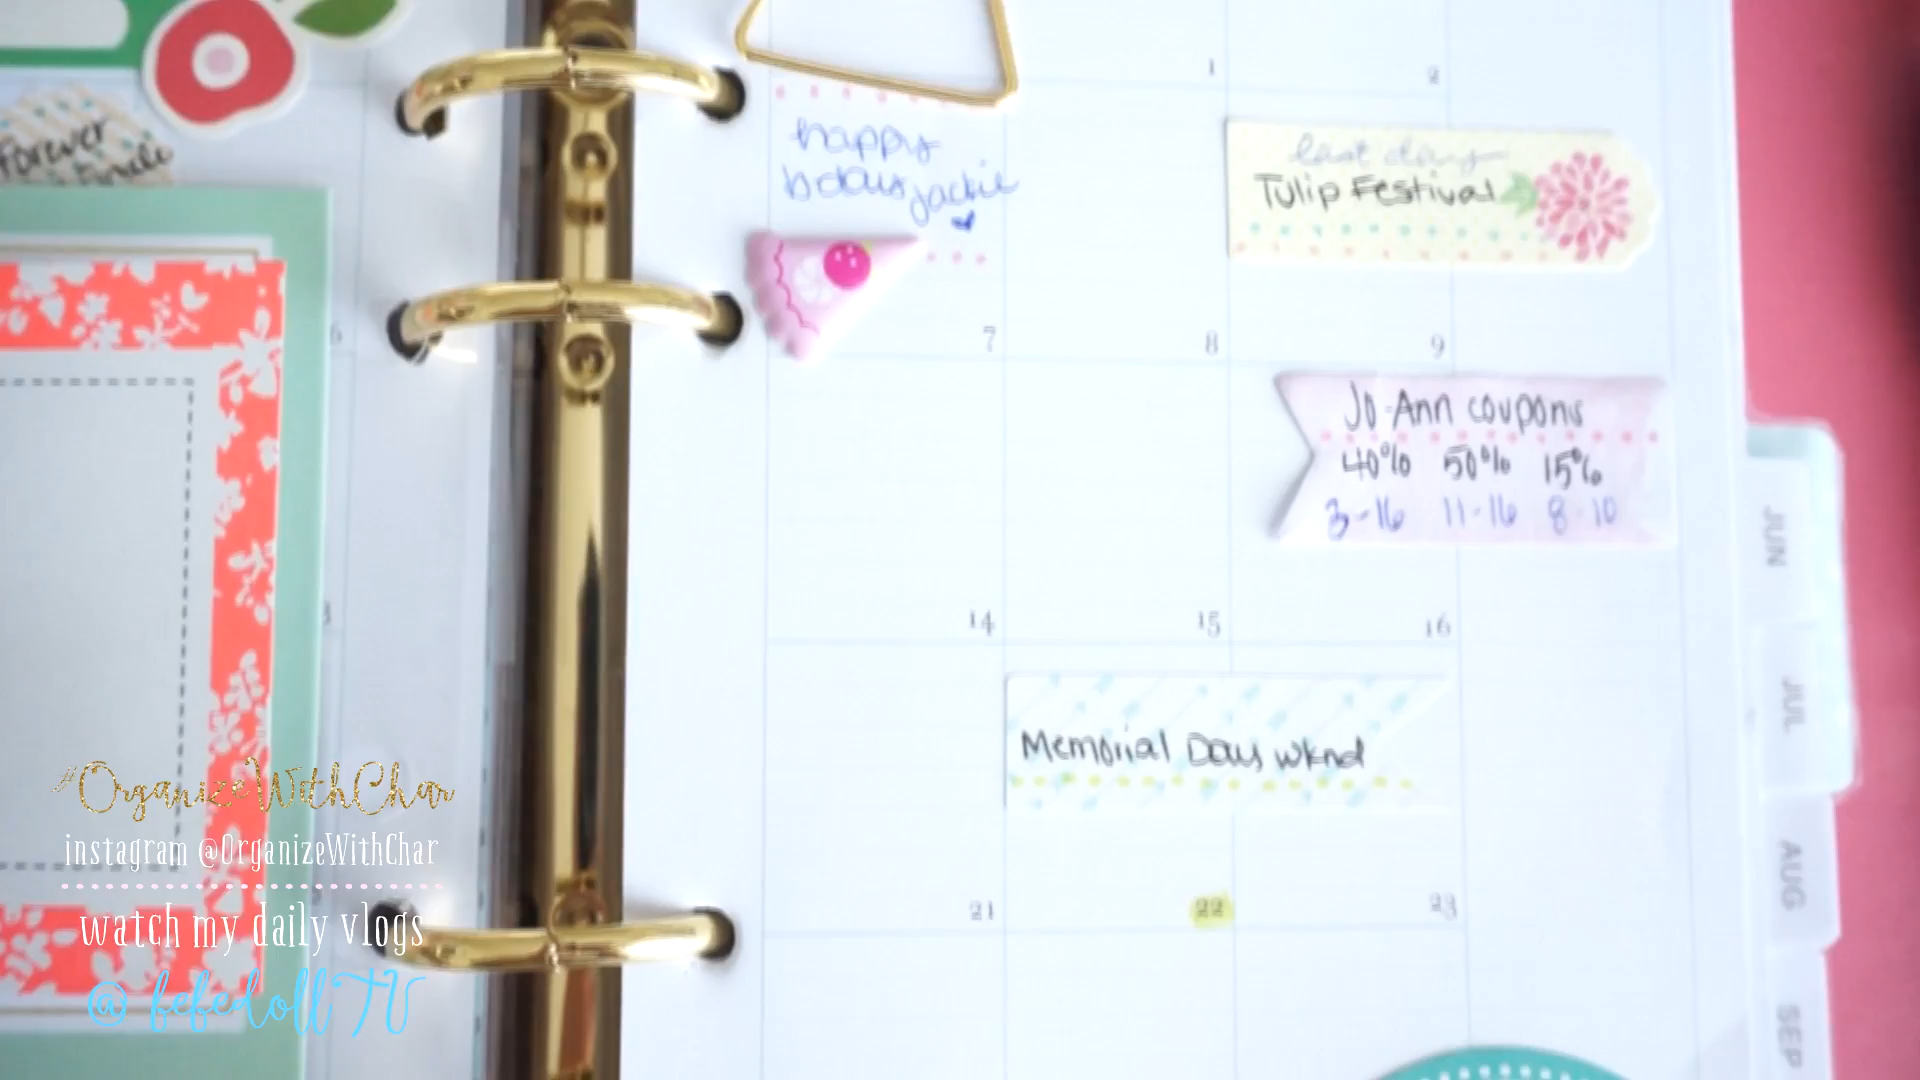 Forever
1
2
happy
bday jackie
last day
Tulip Festival
7
8
9
Jo-Ann coupons
40% 50% 15%
3-16 11-16 8-10
14
15
16
Memorial Day wknd
21
22
23
JUN
JUL
AUG
SEP
#OrganizeWithChar
instagram @OrganizeWithChar
watch my daily vlogs
@fefedollTV